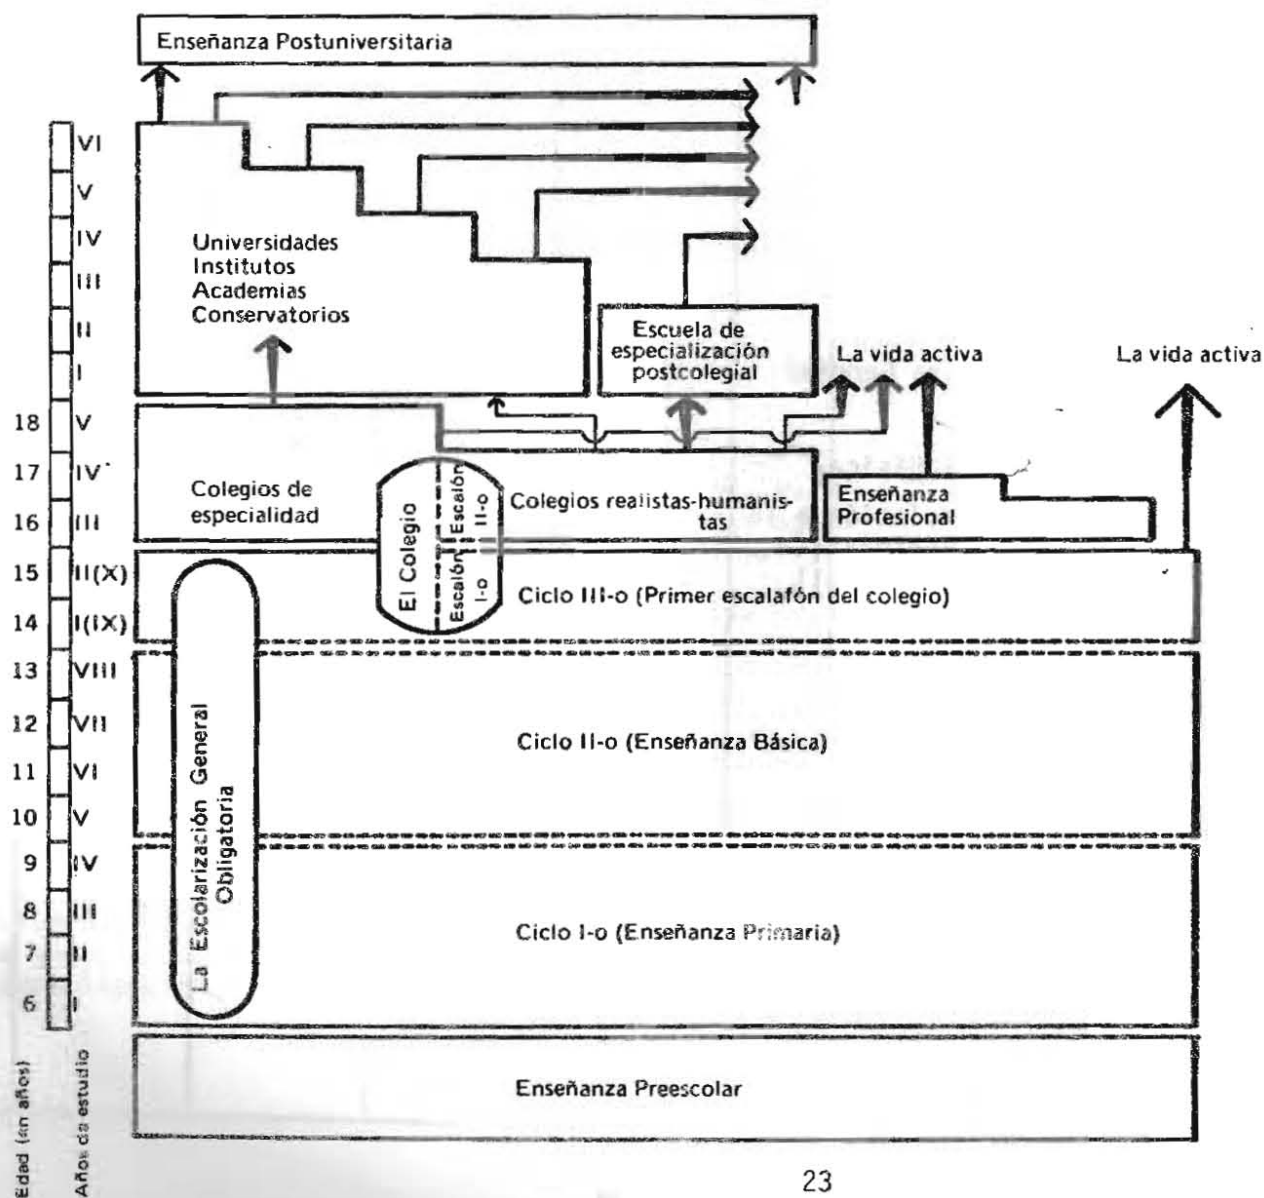 Enseñanza Postuniversitaria
VI
V
IV
III
II
I
Universidades
Institutos
Academias
Conservatorios
Escuela de
especialización
postcolegial
La vida activa
La vida activa
18 V
17 IV
16 III
15 II(X)
14 I(IX)
13 VIII
12 VII
11 VI
10 V
9 IV
8 III
7 II
6 I
Colegios de
especialidad
El Colegio
Escalón
II-o
Escalón
I-o
Colegios realistas-humanis-
tas
Enseñanza
Profesional
Ciclo III-o (Primer escalafón del colegio)
La Escolarización General
Obligatoria
Ciclo II-o (Enseñanza Básica)
Ciclo I-o (Enseñanza Primaria)
Enseñanza Preescolar
Edad (en años)
Años de estudio
23